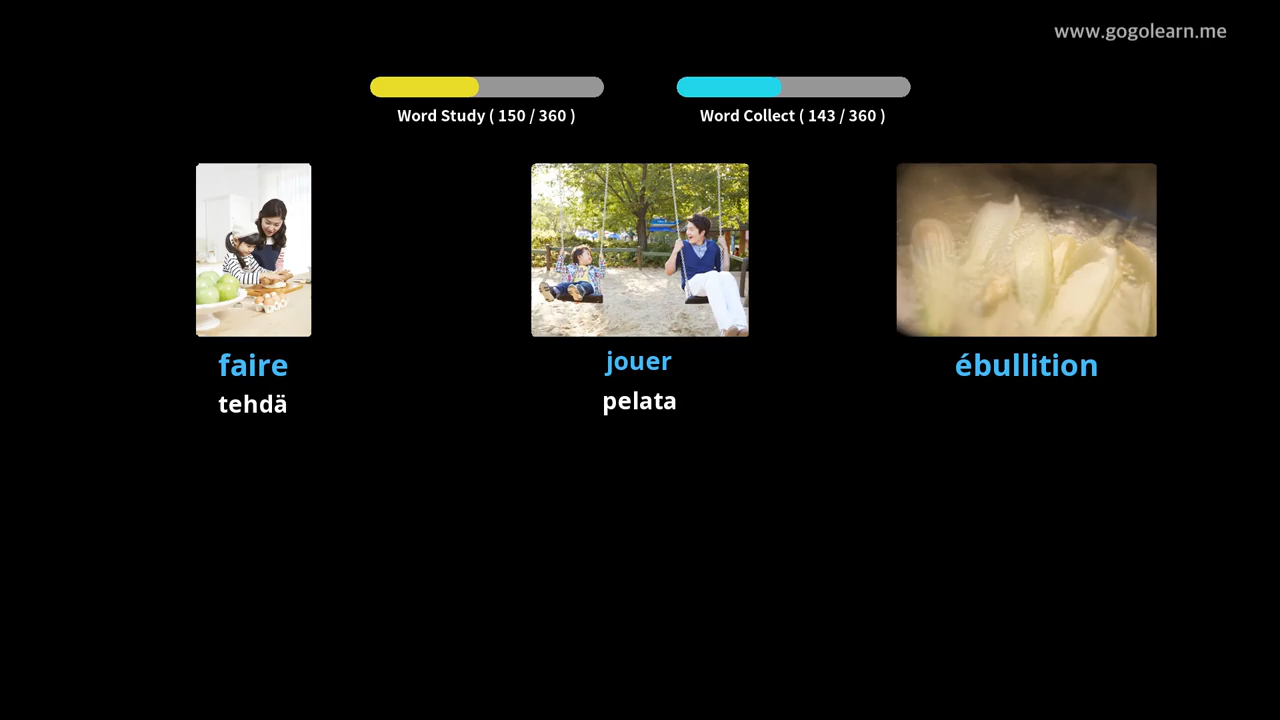 www.gogolearn.me
Word Study ( 150 / 360 )
Word Collect ( 143 / 360 )
faire
tehdä
jouer
pelata
ébullition